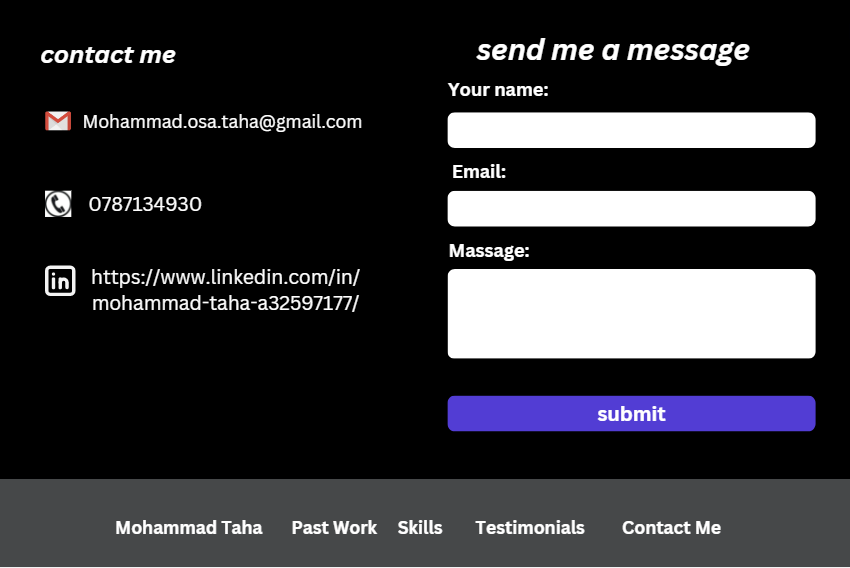 contact me
Mohammad.osa.taha@gmail.com
0787134930
https://www.linkedin.com/in/
mohammad-taha-a32597177/
send me a message
Your name:
Email:
Massage:
submit
Mohammad Taha Past Work Skills Testimonials Contact Me